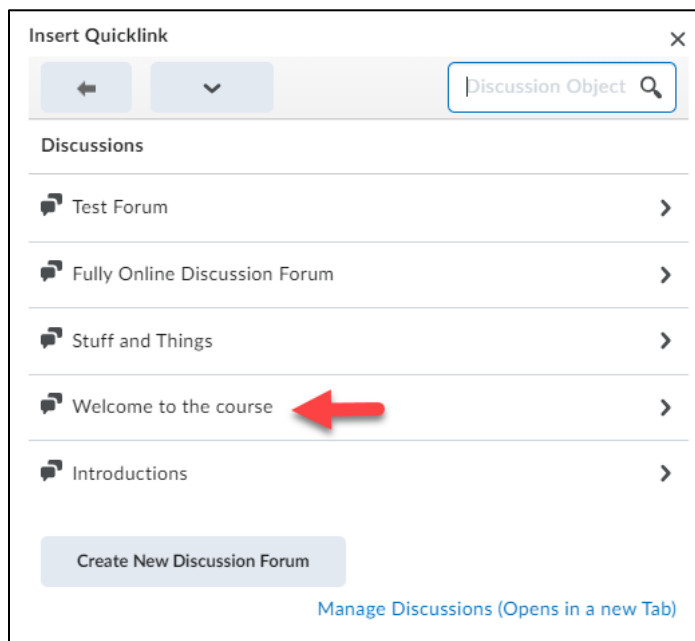 Insert Quicklink
Discussion Object
Discussions
Test Forum
Fully Online Discussion Forum
Stuff and Things
Welcome to the course
Introductions
Create New Discussion Forum
Manage Discussions (Opens in a new Tab)